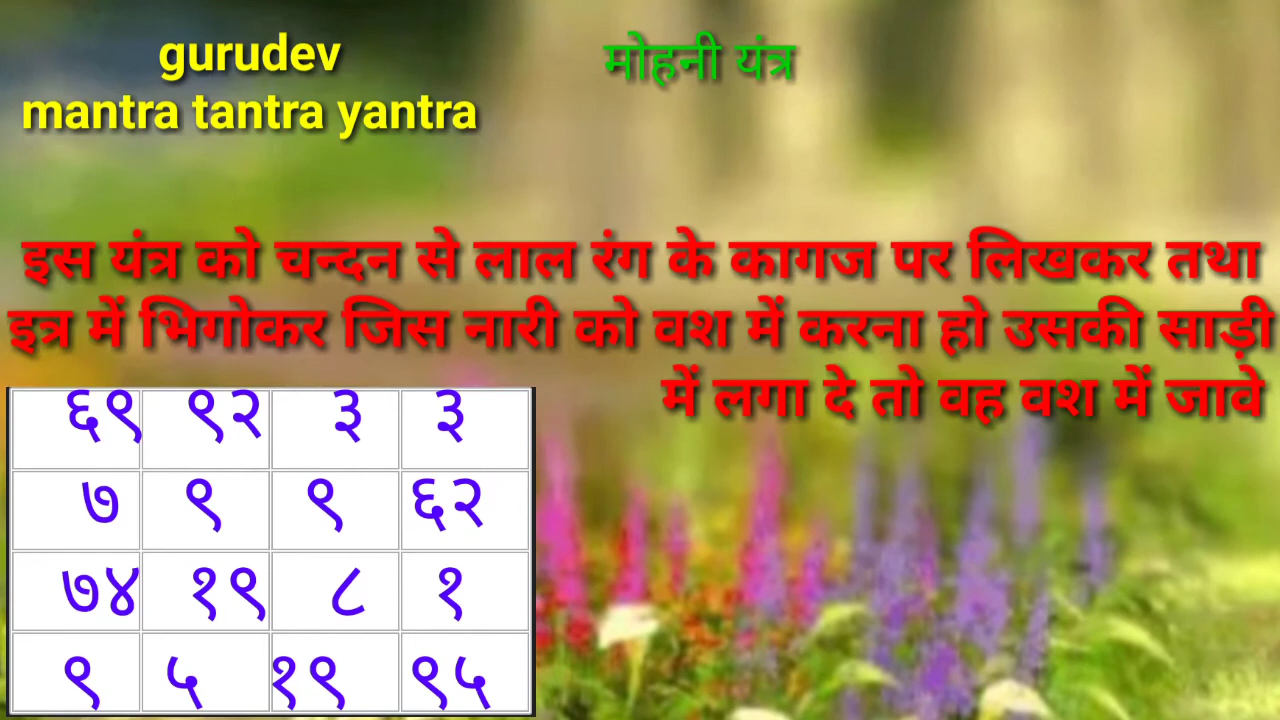 gurudev
mantra tantra yantra
मोहनी यंत्र
इस यंत्र को चन्दन से लाल रंग के कागज पर लिखकर तथा
इत्र में भिगोकर जिस नारी को वश में करना हो उसकी साड़ी
में लगा दे तो वह वश में जावे
६९ ९२ ३ ३
७ ९ ९ ६२
७४ १९ ८ १
९ ५ १९ ९५